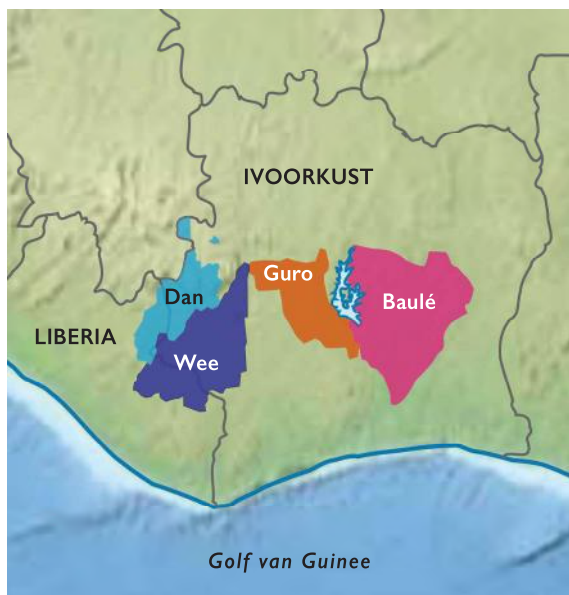 IVOORKUST
Guro
Dan
Baulé
LIBERIA
Wee
Golf van Guinee